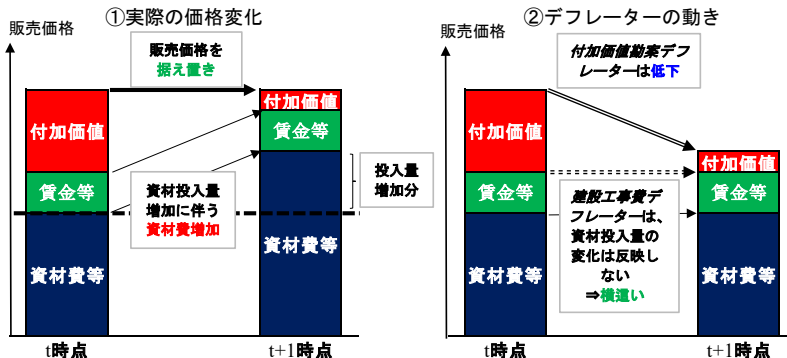 ①実際の価格変化
販売価格
販売価格を
据え置き
付加価値
賃金等
資材費等
資材投入量
増加に伴う
資材費増加
付加価値
賃金等
資材費等
投入量
増加分
t時点
t+1時点
②デフレーターの動き
販売価格
付加価値勘案デフ
レーターは低下
付加価値
賃金等
資材費等
建設工事費デ
フレーターは、
資材投入量の
変化は反映し
ない
⇒横這い
付加価値
賃金等
資材費等
t時点
t+1時点